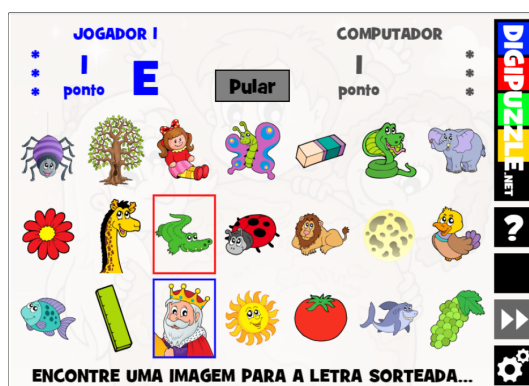 JOGADOR 1
COMPUTADOR
* 1 E 1 *
* ponto Pular ponto *
* *
DIGIPUZZLE.NET
?
ENCONTRE UMA IMAGEM PARA A LETRA SORTEADA...